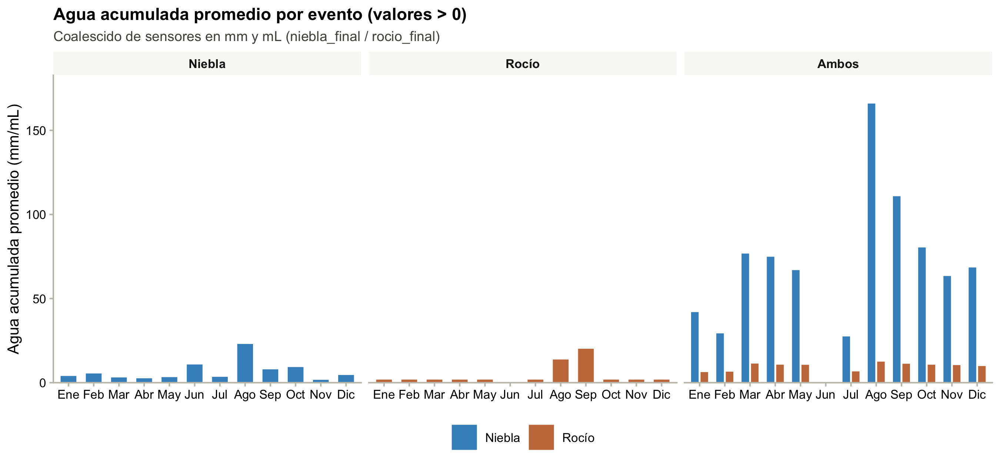 Agua acumulada promedio por evento (valores > 0)
Coalescido de sensores en mm y mL (niebla_final / rocio_final)
Niebla
Rocío
Ambos
Agua acumulada promedio (mm/mL)
150
100
50
0
Ene Feb Mar Abr May Jun Jul Ago Sep Oct Nov Dic
Ene Feb Mar Abr May Jun Jul Ago Sep Oct Nov Dic
Ene Feb Mar Abr May Jun Jul Ago Sep Oct Nov Dic
Niebla
Rocío